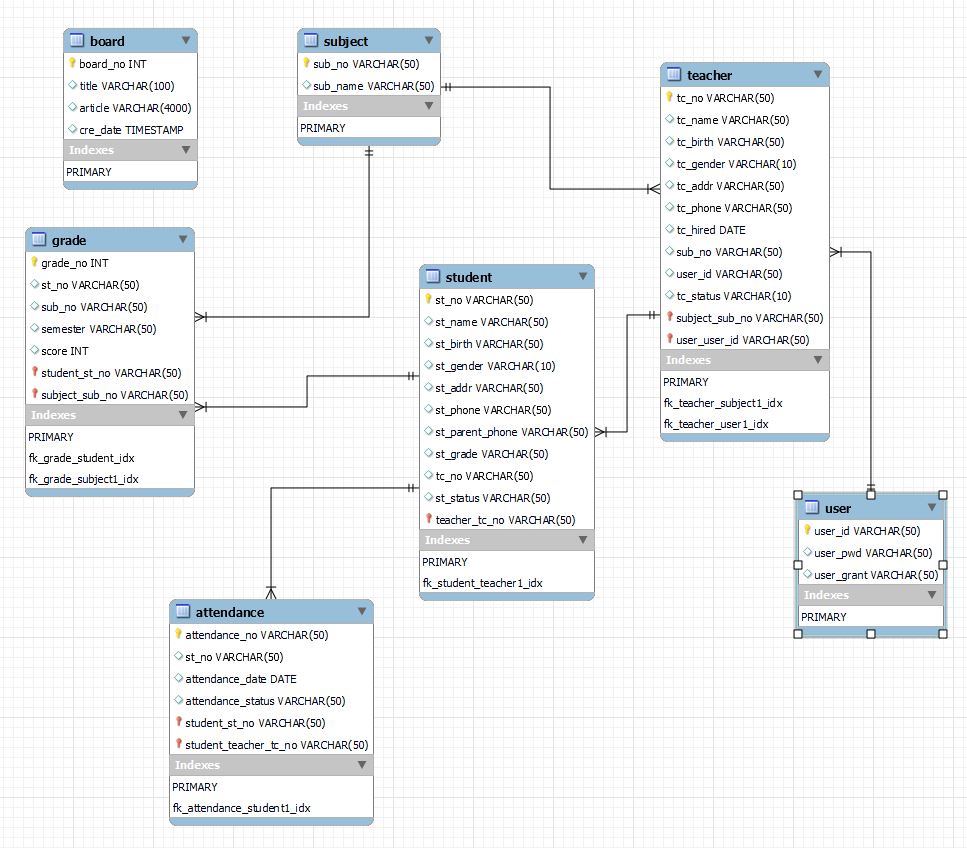 board
board_no INT
title VARCHAR(100)
article VARCHAR(4000)
cre_date TIMESTAMP
Indexes
PRIMARY
subject
sub_no VARCHAR(50)
sub_name VARCHAR(50)
Indexes
PRIMARY
teacher
tc_no VARCHAR(50)
tc_name VARCHAR(50)
tc_birth VARCHAR(50)
tc_gender VARCHAR(10)
tc_addr VARCHAR(50)
tc_phone VARCHAR(50)
tc_hired DATE
sub_no VARCHAR(50)
user_id VARCHAR(50)
tc_status VARCHAR(10)
subject_sub_no VARCHAR(50)
user_user_id VARCHAR(50)
Indexes
PRIMARY
fk_teacher_subject1_idx
fk_teacher_user1_idx
grade
grade_no INT
st_no VARCHAR(50)
sub_no VARCHAR(50)
semester VARCHAR(50)
score INT
student_st_no VARCHAR(50)
subject_sub_no VARCHAR(50)
Indexes
PRIMARY
fk_grade_student_idx
fk_grade_subject1_idx
student
st_no VARCHAR(50)
st_name VARCHAR(50)
st_birth VARCHAR(50)
st_gender VARCHAR(10)
st_addr VARCHAR(50)
st_phone VARCHAR(50)
st_parent_phone VARCHAR(50)
st_grade VARCHAR(50)
tc_no VARCHAR(50)
st_status VARCHAR(50)
teacher_tc_no VARCHAR(50)
Indexes
PRIMARY
fk_student_teacher1_idx
user
user_id VARCHAR(50)
user_pwd VARCHAR(50)
user_grant VARCHAR(50)
Indexes
PRIMARY
attendance
attendance_no VARCHAR(50)
st_no VARCHAR(50)
attendance_date DATE
attendance_status VARCHAR(50)
student_st_no VARCHAR(50)
student_teacher_tc_no VARCHAR(50)
Indexes
PRIMARY
fk_attendance_student1_idx